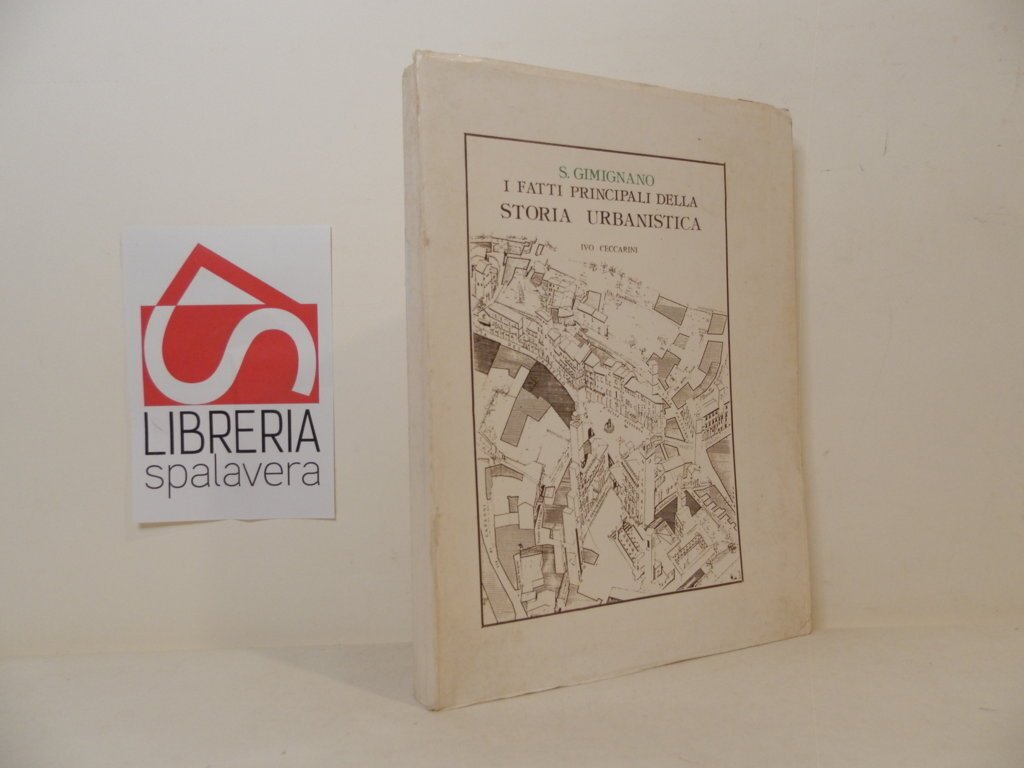 S. GIMIGNANO
I FATTI PRINCIPALI DELLA
STORIA URBANISTICA
IVO CECCARINI
LIBRERIA
spalavera